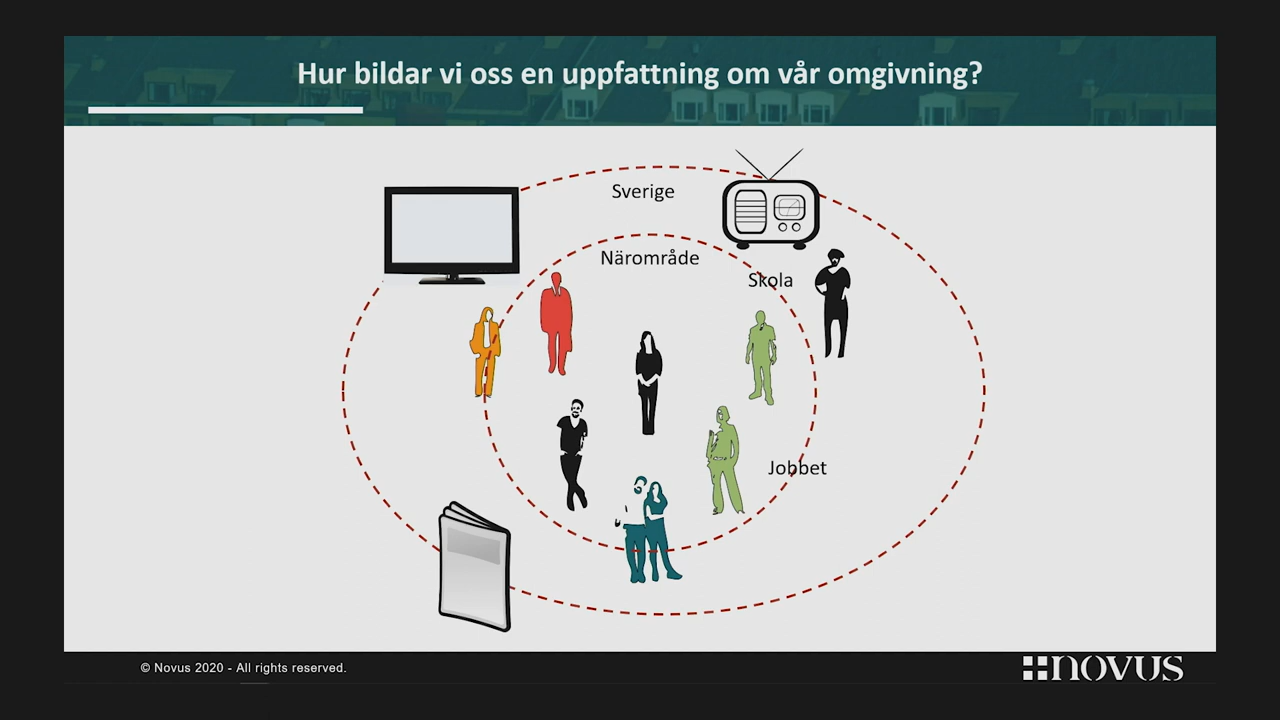 Hur bildar vi oss en uppfattning om vår omgivning?
Sverige
Närområde
Skola
Jobbet
© Novus 2020 - All rights reserved.
novus